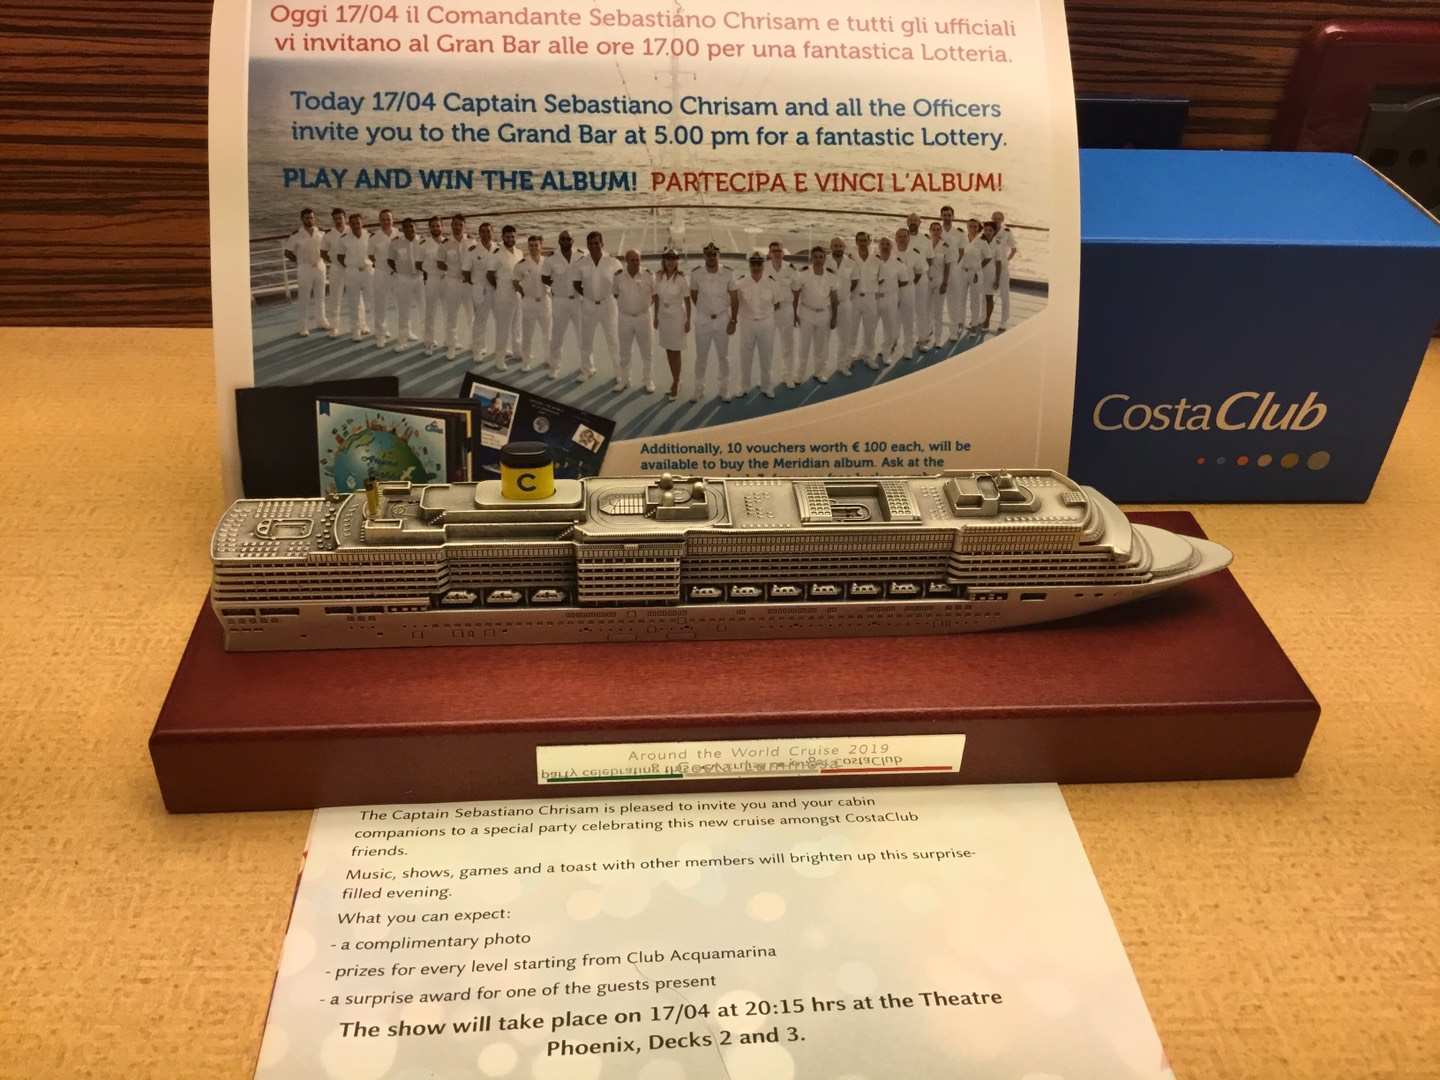 Oggi 17/04 il Comandante Sebastiano Chrisam e tutti gli ufficiali
vi invitano al Gran Bar alle ore 17.00 per una fantastica Lotteria.
Today 17/04 Captain Sebastiano Chrisam and all the Officers
invite you to the Grand Bar at 5.00 pm for a fantastic Lottery.
PLAY AND WIN THE ALBUM! PARTECIPA E VINCI L'ALBUM!
Additionally, 10 vouchers worth € 100 each, will be
available to buy the Meridian album. Ask at the
CostaClub
C
Around the World Cruise 2019
Costa Luminosa
The Captain Sebastiano Chrisam is pleased to invite you and your cabin
companions to a special party celebrating this new cruise amongst CostaClub
friends.
Music, shows, games and a toast with other members will brighten up this surprise-
filled evening.
What you can expect:
- a complimentary photo
- prizes for every level starting from Club Acquamarina
- a surprise award for one of the guests present
The show will take place on 17/04 at 20:15 hrs at the Theatre
Phoenix, Decks 2 and 3.